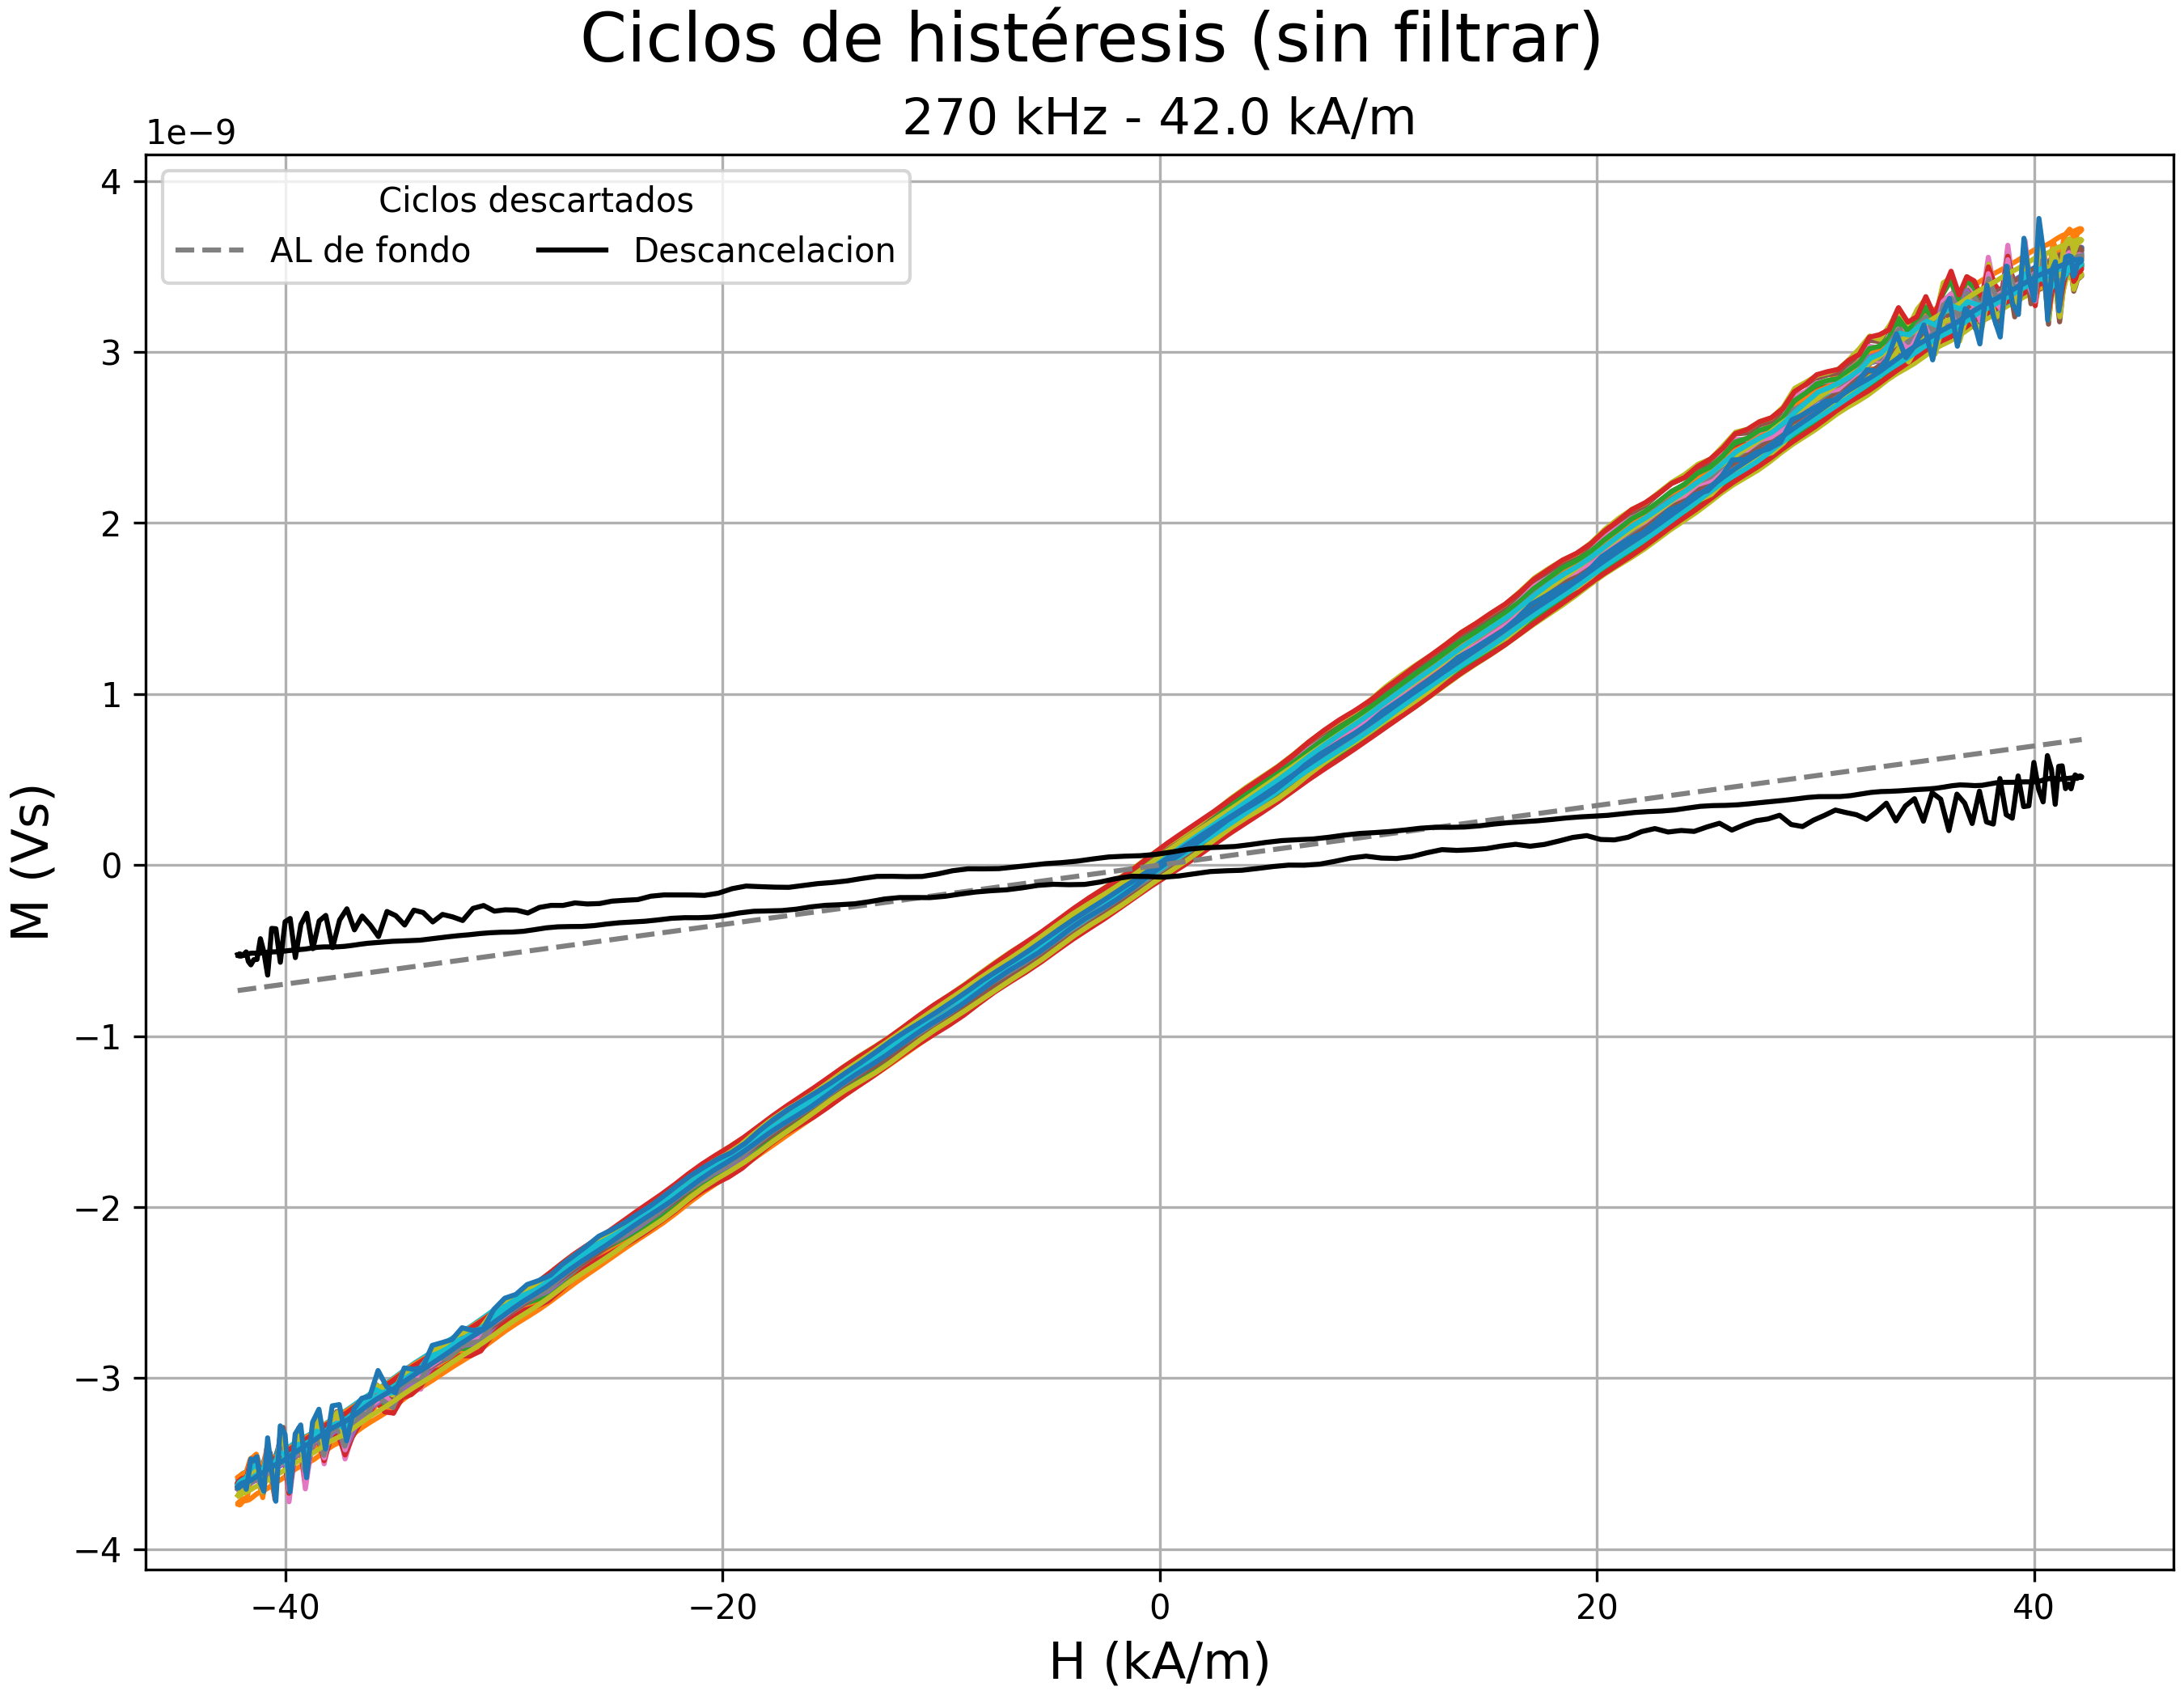 Ciclos de histéresis (sin filtrar)
270 kHz - 42.0 kA/m
1e−9
Ciclos descartados
AL de fondo
Descancelacion
4
3
2
1
0
−1
−2
−3
−4
M (Vs)
−40
−20
0
20
40
H (kA/m)